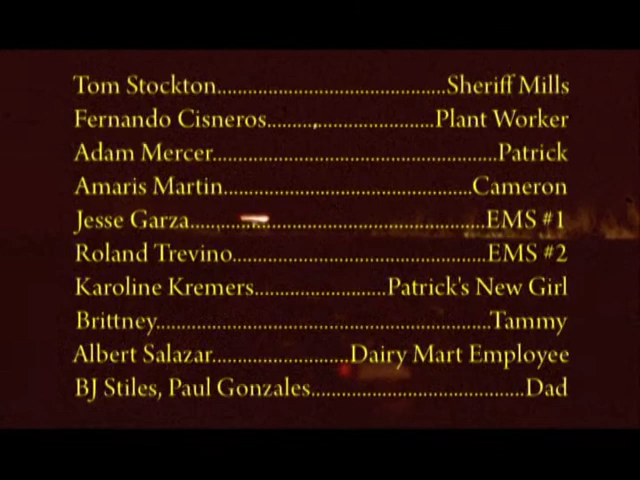 Tom Stockton............................................Sheriff Mills
Fernando Cisneros................................Plant Worker
Adam Mercer.......................................................Patrick
Amaris Martin................................................Cameron
Jesse Garza.........................................................EMS #1
Roland Trevino.................................................EMS #2
Karoline Kremers.........................Patrick's New Girl
Brittney................................................................Tammy
Albert Salazar..........................Dairy Mart Employee
BJ Stiles, Paul Gonzales.........................................Dad